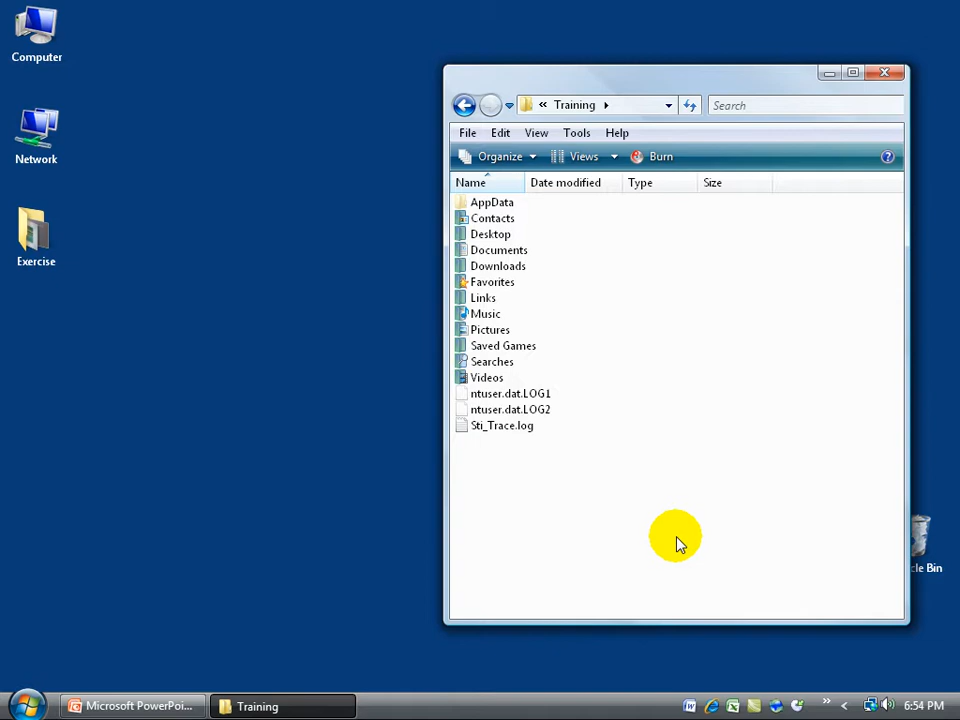 Computer
Network
Exercise
« Training
Search
File Edit View Tools Help
Organize Views Burn
Name Date modified Type Size
AppData
Contacts
Desktop
Documents
Downloads
Favorites
Links
Music
Pictures
Saved Games
Searches
Videos
ntuser.dat.LOG1
ntuser.dat.LOG2
Sti_Trace.log
cle Bin
Microsoft PowerPoi...
Training
6:54 PM